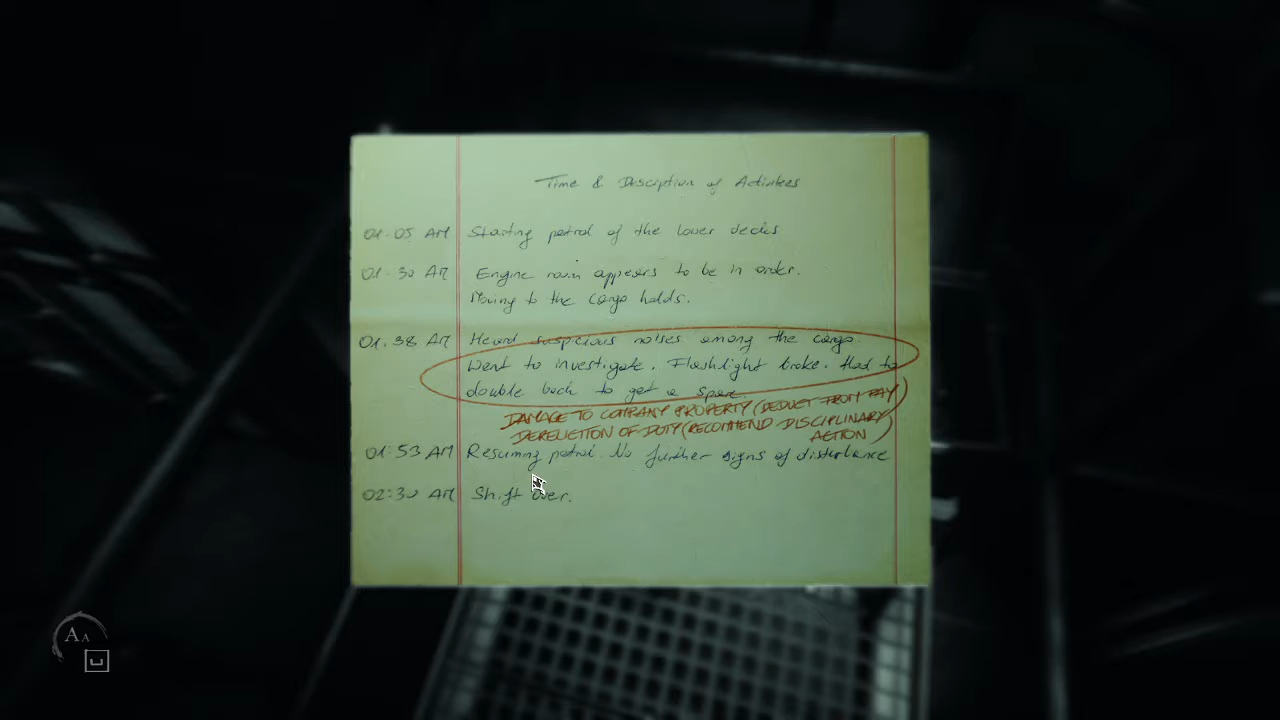 Time & Description of Activities
01:05 AM Starting patrol of the lower decks
01:30 AM Engine room appears to be in order.
Moving to the cargo holds.
01:38 AM Heard suspicious noises among the cargo.
Went to investigate. Flashlight broke. Had to
double back to get a spare.
DAMAGE TO COMPANY PROPERTY (DEDUCT FROM PAY)
DERELICTION OF DUTY (RECOMMEND DISCIPLINARY
ACTION)
01:53 AM Resuming patrol. No further signs of disturbance
02:30 AM Shift over.
AA